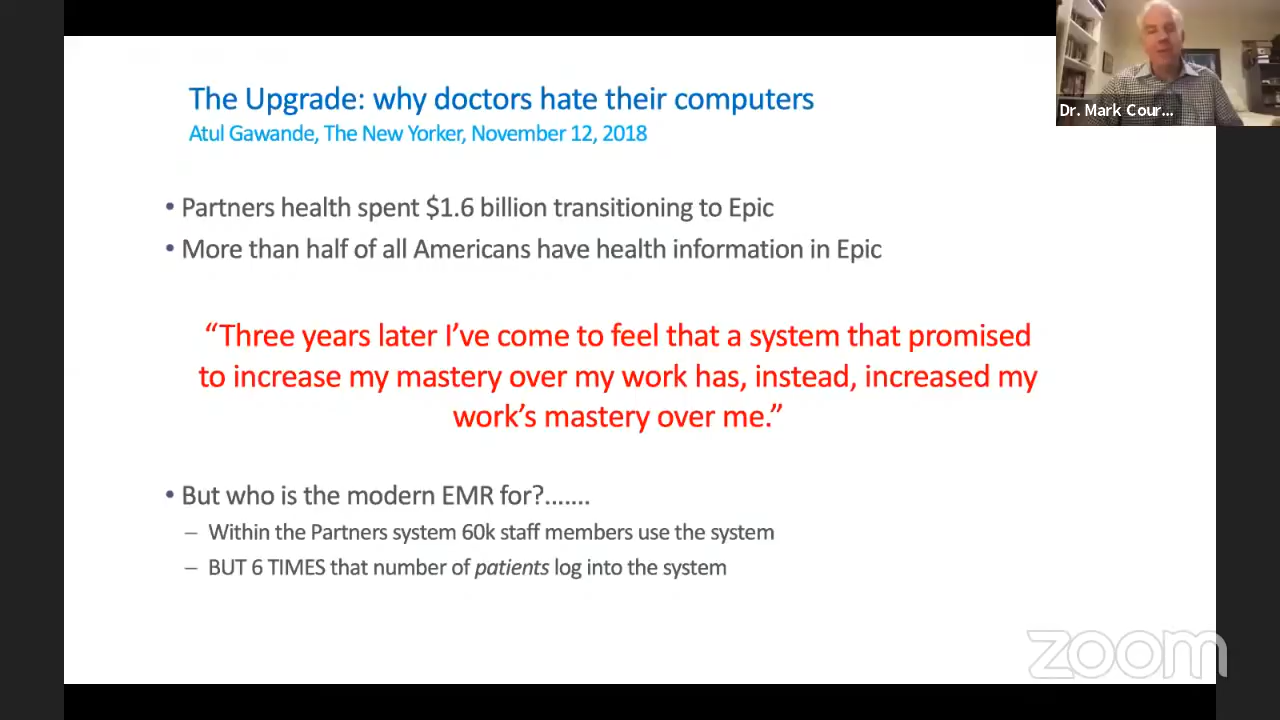 The Upgrade: why doctors hate their computers
Atul Gawande, The New Yorker, November 12, 2018
Dr. Mark Cour...
• Partners health spent $1.6 billion transitioning to Epic
• More than half of all Americans have health information in Epic
“Three years later I’ve come to feel that a system that promised
to increase my mastery over my work has, instead, increased my
work’s mastery over me.”
• But who is the modern EMR for?.......
– Within the Partners system 60k staff members use the system
– BUT 6 TIMES that number of patients log into the system
zoom